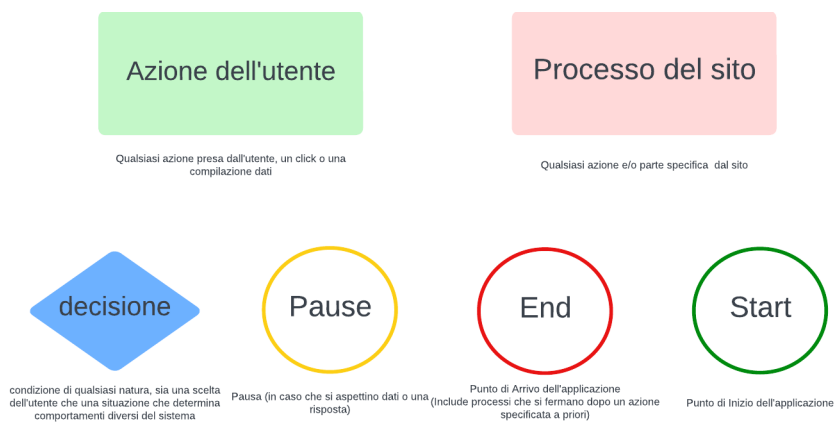 Azione dell'utente
Processo del sito
Qualsiasi azione presa dall'utente, un click o una
compilazione dati
Qualsiasi azione e/o parte specifica  dal sito
decisione
Pause
End
Start
condizione di qualsiasi natura, sia una scelta
dell'utente che una situazione che determina
comportamenti diversi del sistema
Pausa (in caso che si aspettino dati o una
risposta)
Punto di Arrivo dell'applicazione
(Include processi che si fermano dopo un azione
specificata a priori)
Punto di Inizio dell'applicazione